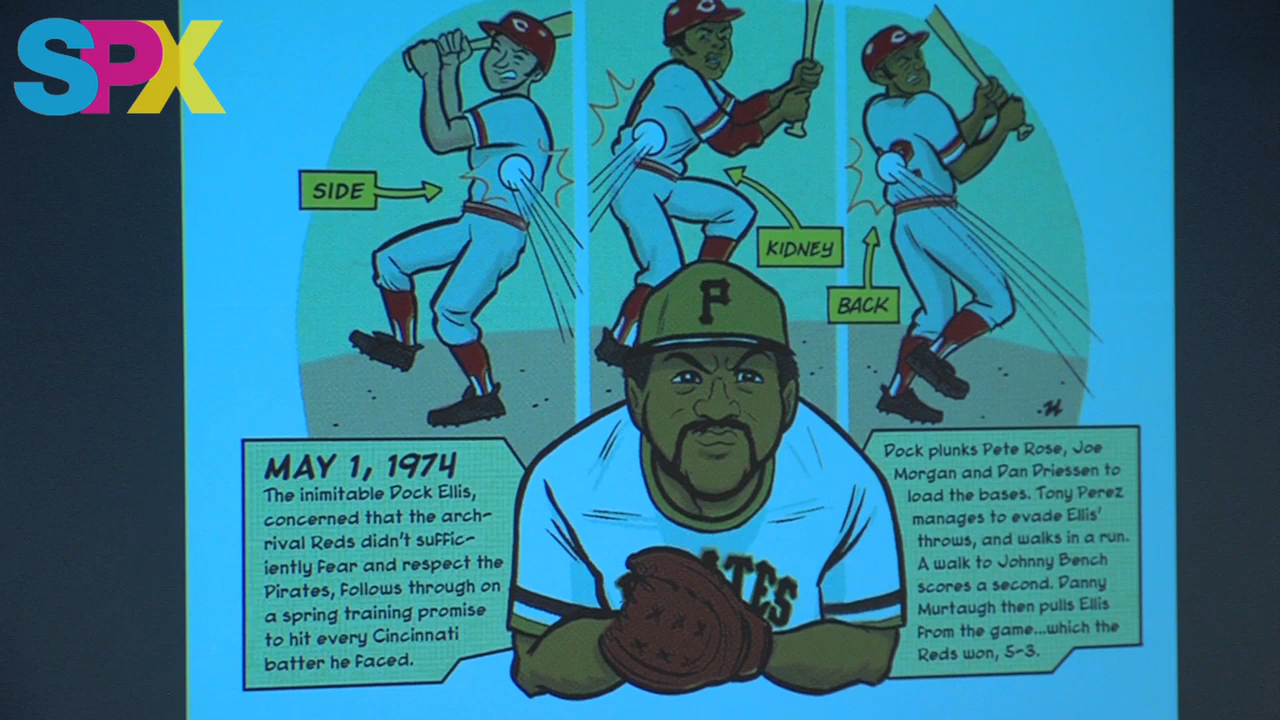 SPX
C
C
C
SIDE
KIDNEY
BACK
P
MAY 1, 1974
The inimitable Dock Ellis,
concerned that the arch-
rival Reds didn't suffic-
iently fear and respect the
Pirates, follows through on
a spring training promise
to hit every Cincinnati
batter he faced.
Dock plunks Pete Rose, Joe
Morgan and Dan Driessen to
load the bases. Tony Perez
manages to evade Ellis'
throws, and walks in a run.
A walk to Johnny Bench
scores a second. Danny
Murtaugh then pulls Ellis
from the game...which the
Reds won, 5-3.
ATES